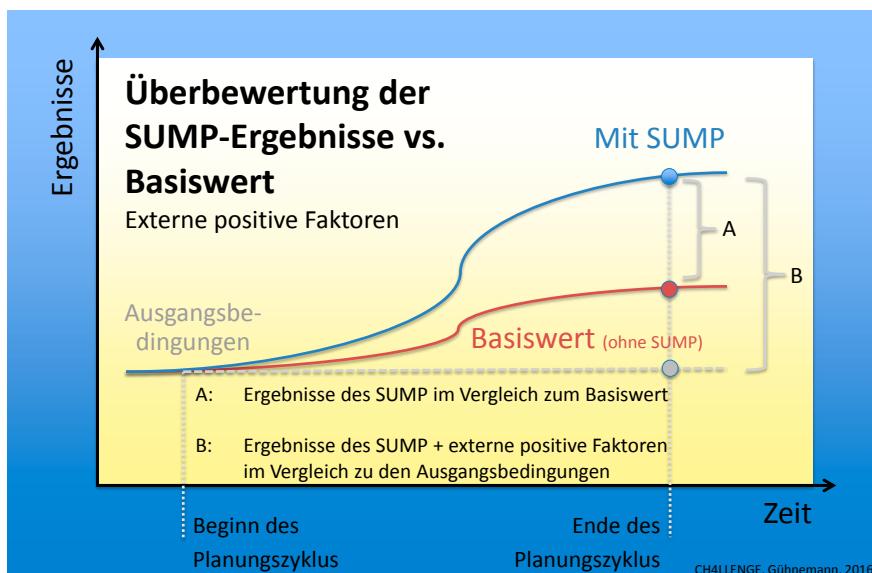 Ergebnisse
Überbewertung der
SUMP-Ergebnisse vs.
Basiswert
Externe positive Faktoren
Mit SUMP
A
B
Ausgangsbe-
dingungen
Basiswert (ohne SUMP)
A: Ergebnisse des SUMP im Vergleich zum Basiswert
B: Ergebnisse des SUMP + externe positive Faktoren
im Vergleich zu den Ausgangsbedingungen
Zeit
Beginn des
Planungszyklus
Ende des
Planungszyklus
CH4LLENGE, Gühnemann, 2016